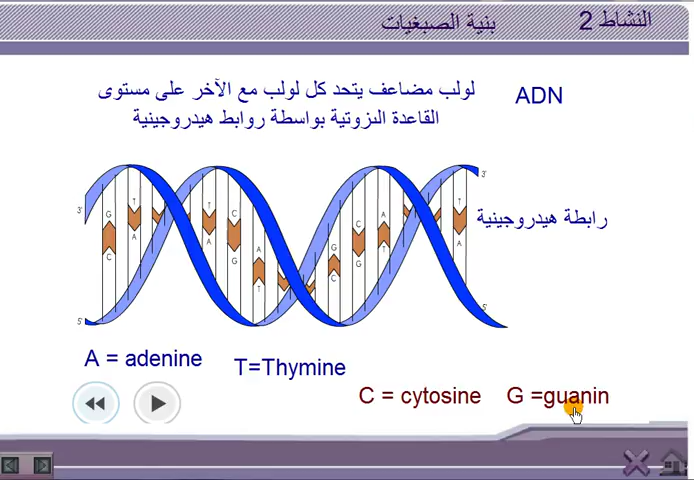 النشاط 2
بنية الصبغيات
ADN
لولب مضاعف يتحد كل لولب مع الآخر على مستوى
القاعدة النزوتية بواسطة روابط هيدروجينية
3'
3'
G T T C A G C A T
C A A G T C G T A
رابطة هيدروجينية
5'
5'
A = adenine
T=Thymine
C = cytosine
G =guanin